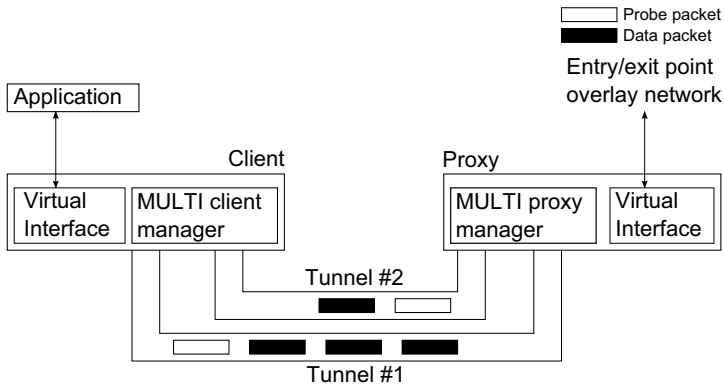 Probe packet
Data packet
Entry/exit point
overlay network
Application
Client
Proxy
Virtual
Interface
MULTI client
manager
MULTI proxy
manager
Virtual
Interface
Tunnel #2
Tunnel #1